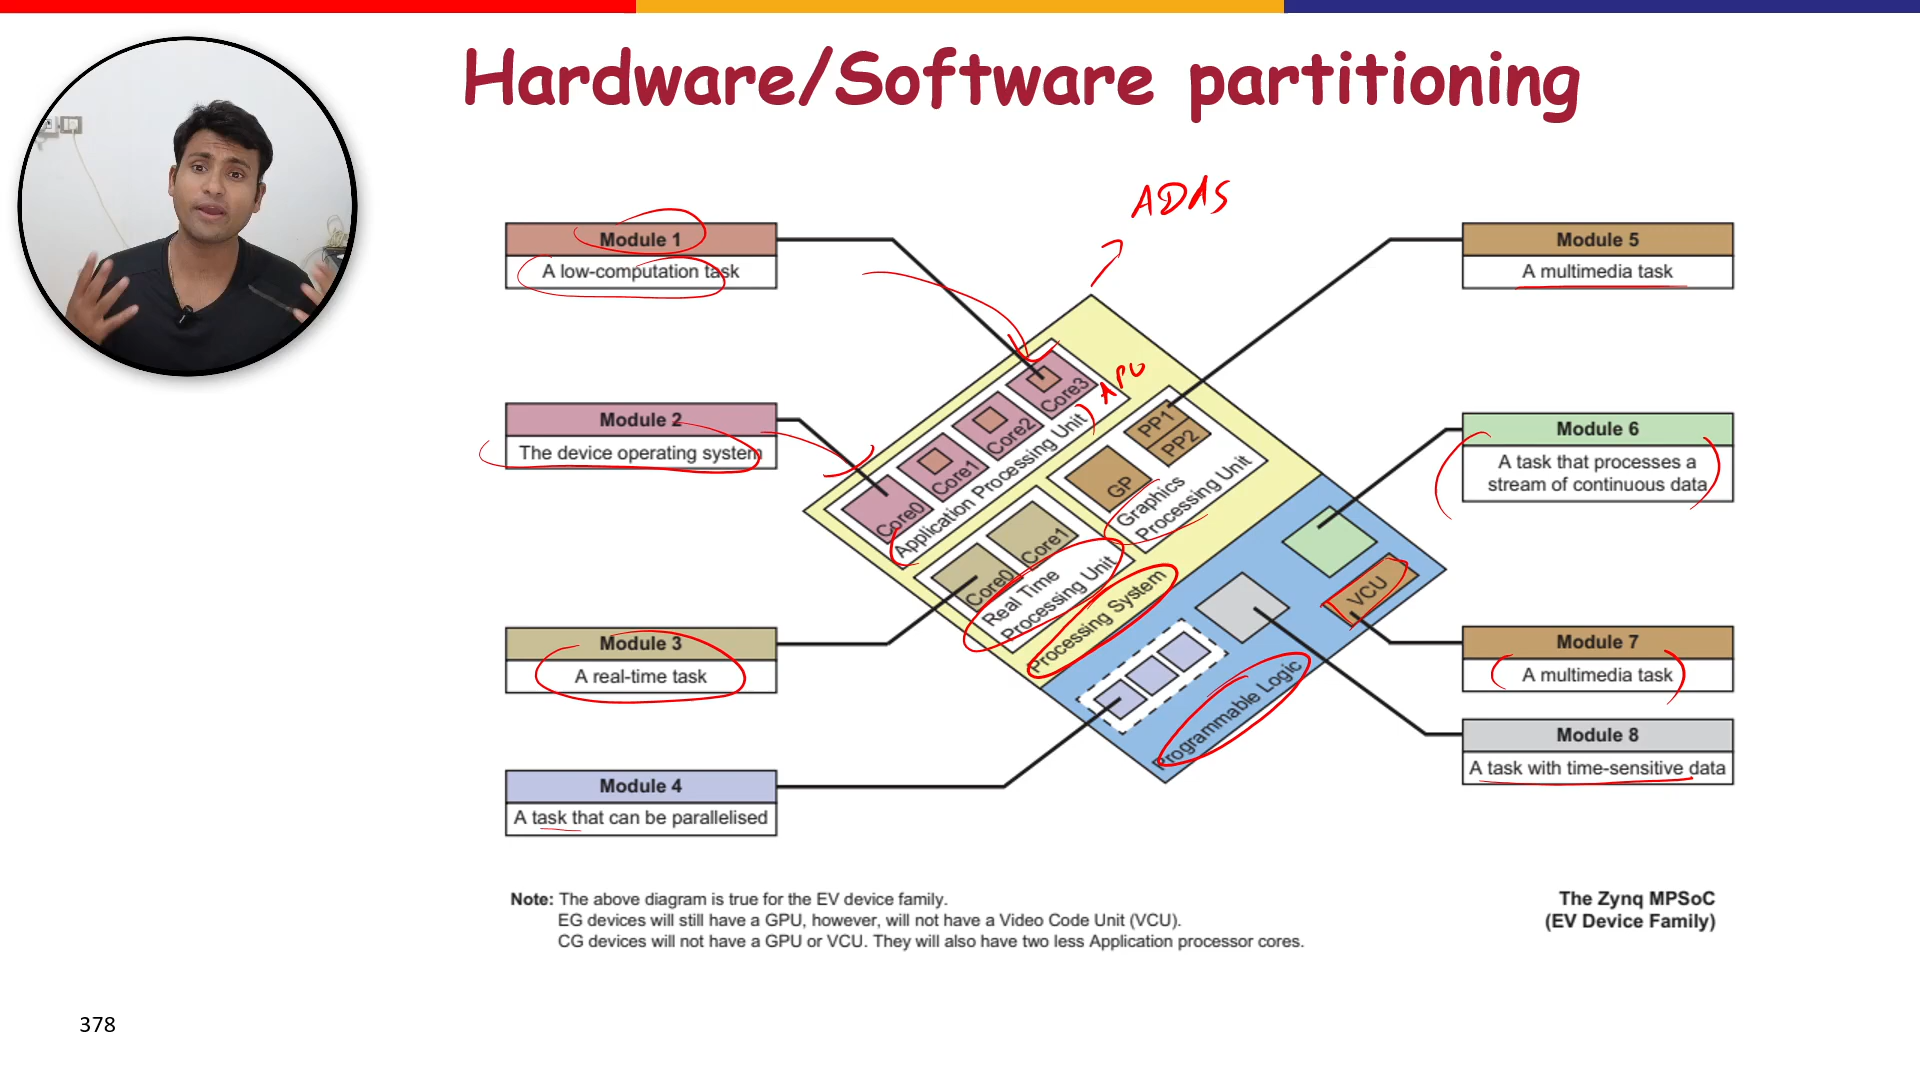 Hardware/Software partitioning
ADAS
Module 1
A low-computation task
Module 2
The device operating system
Module 3
A real-time task
Module 4
A task that can be parallelised
Core0
Core1
Core2
Core3
Application Processing Unit
APU
PP1
PP2
GP
Graphics
Processing Unit
Core0
Core1
Real Time
Processing Unit
Processing System
VCU
Programmable Logic
Module 5
A multimedia task
Module 6
A task that processes a
stream of continuous data
Module 7
A multimedia task
Module 8
A task with time-sensitive data
Note: The above diagram is true for the EV device family.
EG devices will still have a GPU, however, will not have a Video Code Unit (VCU).
CG devices will not have a GPU or VCU. They will also have two less Application processor cores.
The Zynq MPSoC
(EV Device Family)
378